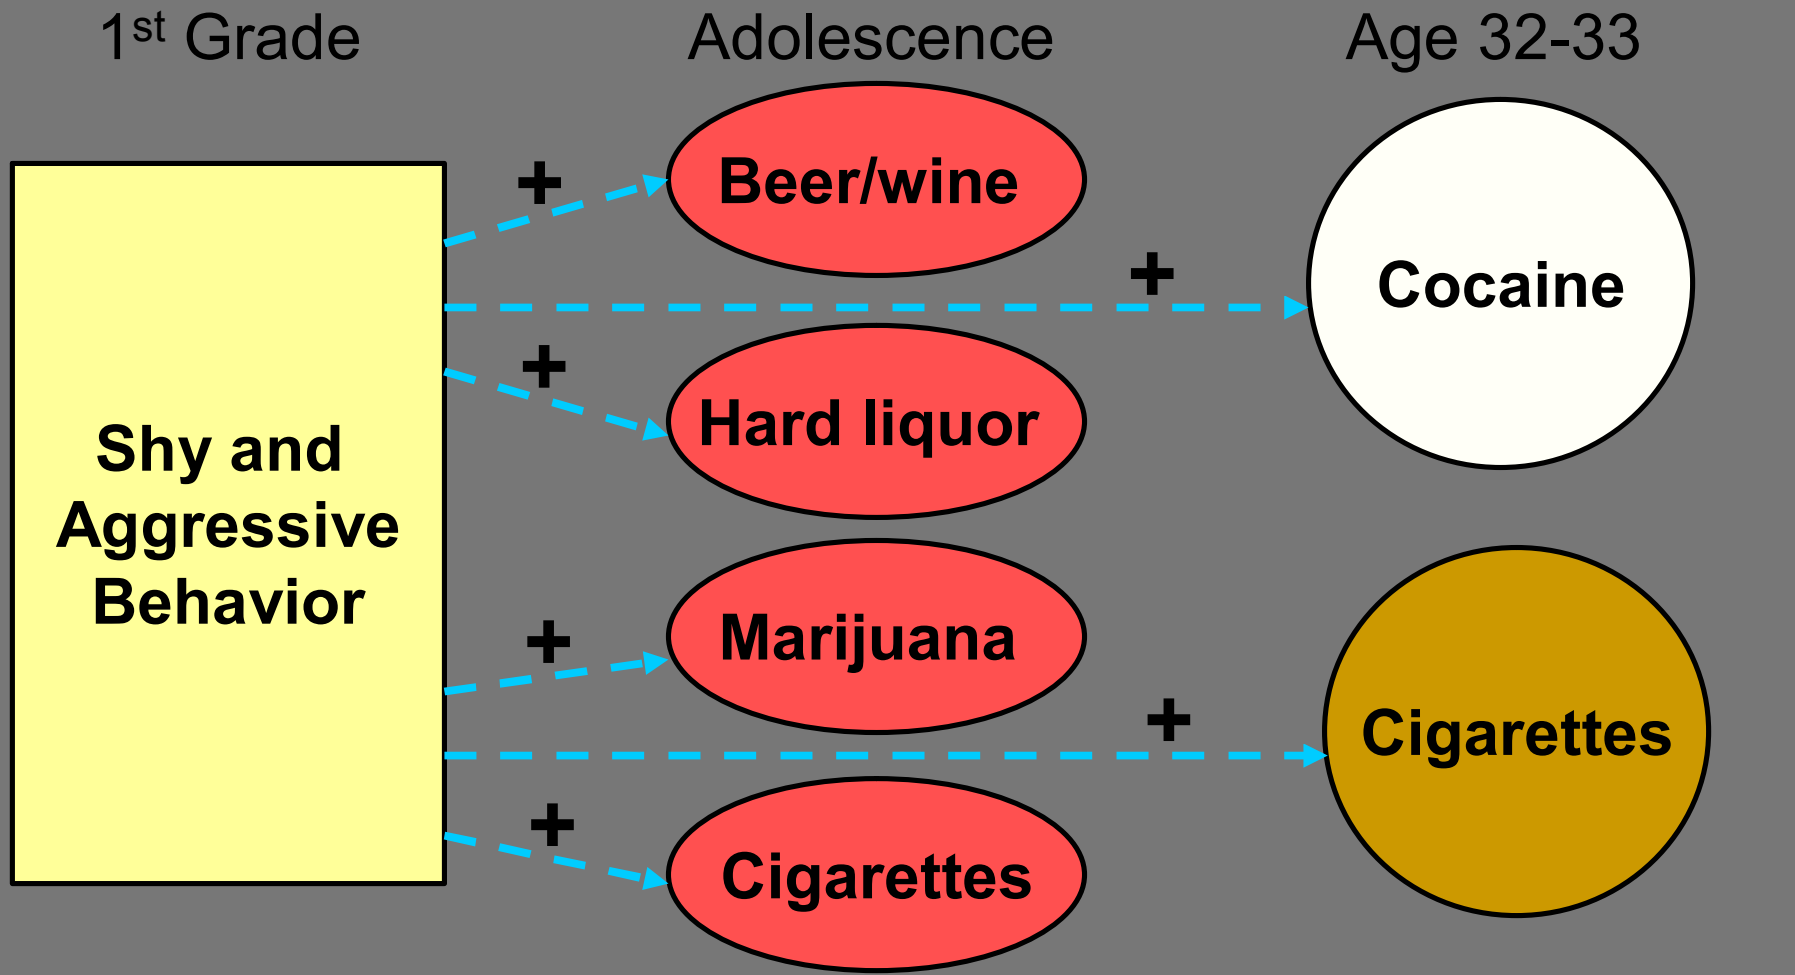 1st Grade
Adolescence
Age 32-33
+
Beer/wine
+
Cocaine
+
Hard liquor
Shy and
Aggressive
Behavior
+
Marijuana
+
Cigarettes
+
Cigarettes